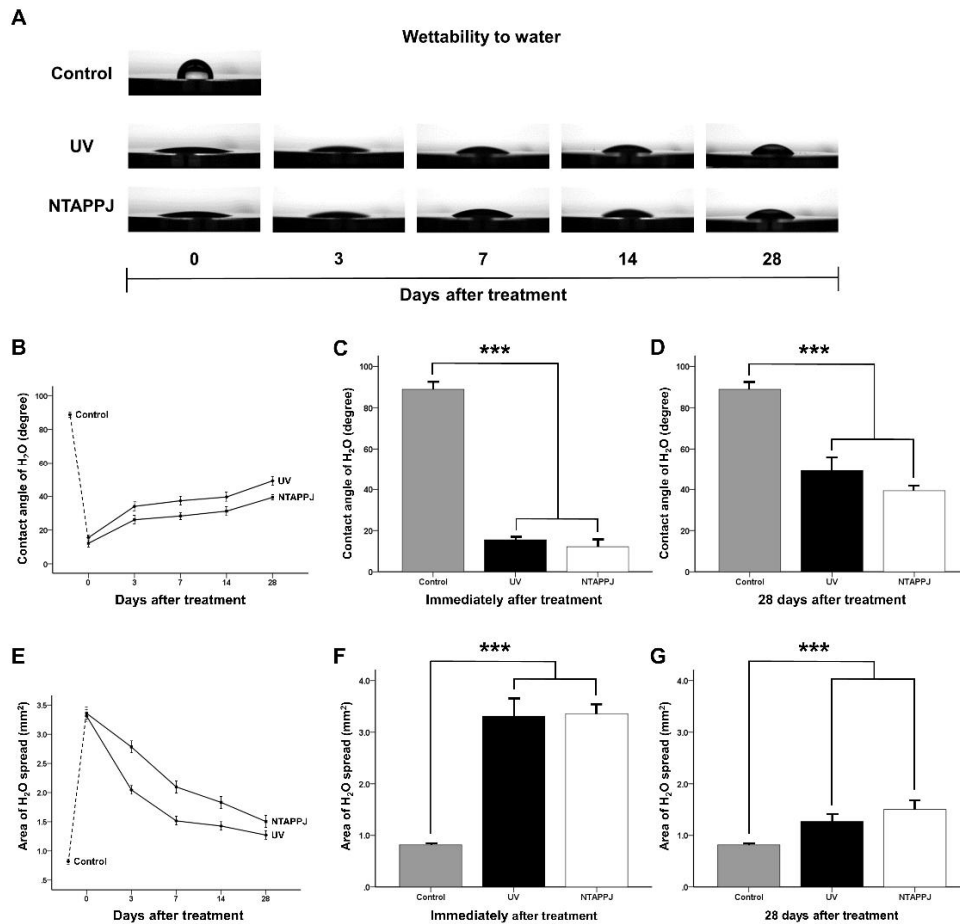 A
Wettability to water
Control
UV
NTAPPJ
0 3 7 14 28
Days after treatment
B
Contact angle of H₂O (degree)
100
80
60
40
20
0
Control
UV
NTAPPJ
0 3 7 14 28
Days after treatment
C
***
Contact angle of H₂O (degree)
100
80
60
40
20
0
Control UV NTAPPJ
Immediately after treatment
D
***
Contact angle of H₂O (degree)
100
80
60
40
20
0
Control UV NTAPPJ
28 days after treatment
E
Area of H₂O spread (mm²)
3.5
3.0
2.5
2.0
1.5
1.0
.5
Control
NTAPPJ
UV
0 3 7 14 28
Days after treatment
F
***
Area of H₂O spread (mm²)
4.0
3.0
2.0
1.0
.0
Control UV NTAPPJ
Immediately after treatment
G
***
Area of H₂O spread (mm²)
4.0
3.0
2.0
1.0
.0
Control UV NTAPPJ
28 days after treatment